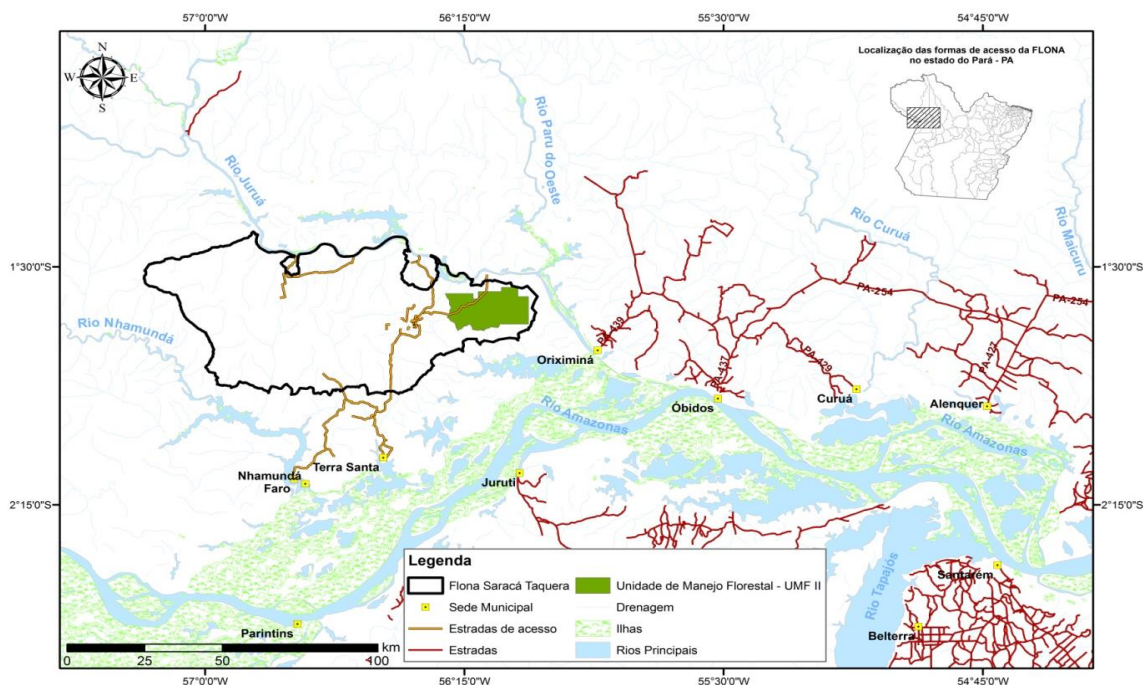 57°0'0"W
56°15'0"W
55°30'0"W
54°45'0"W
N
W
E
S
Localização das formas de acesso da FLONA
no estado do Pará - PA
Rio Juruá
Rio Paru do Oeste
Rio Curuá
Rio Maicuru
1°30'0"S
1°30'0"S
PA-254
PA-254
Rio Nhamundá
PA-439
Oriximiná
PA-437
PA-429
PA-427
Óbidos
Curuá
Alenquer
Rio Amazonas
Rio Amazonas
Terra Santa
Nhamundá
Faro
Juruti
2°15'0"S
2°15'0"S
Rio Tapajós
Santarém
Belterra
Parintins
Legenda
Flona Saracá Taquera
Unidade de Manejo Florestal - UMF II
Sede Municipal
Drenagem
Estradas de acesso
Ilhas
Estradas
Rios Principais
km
0
25
50
100
57°0'0"W
56°15'0"W
55°30'0"W
54°45'0"W